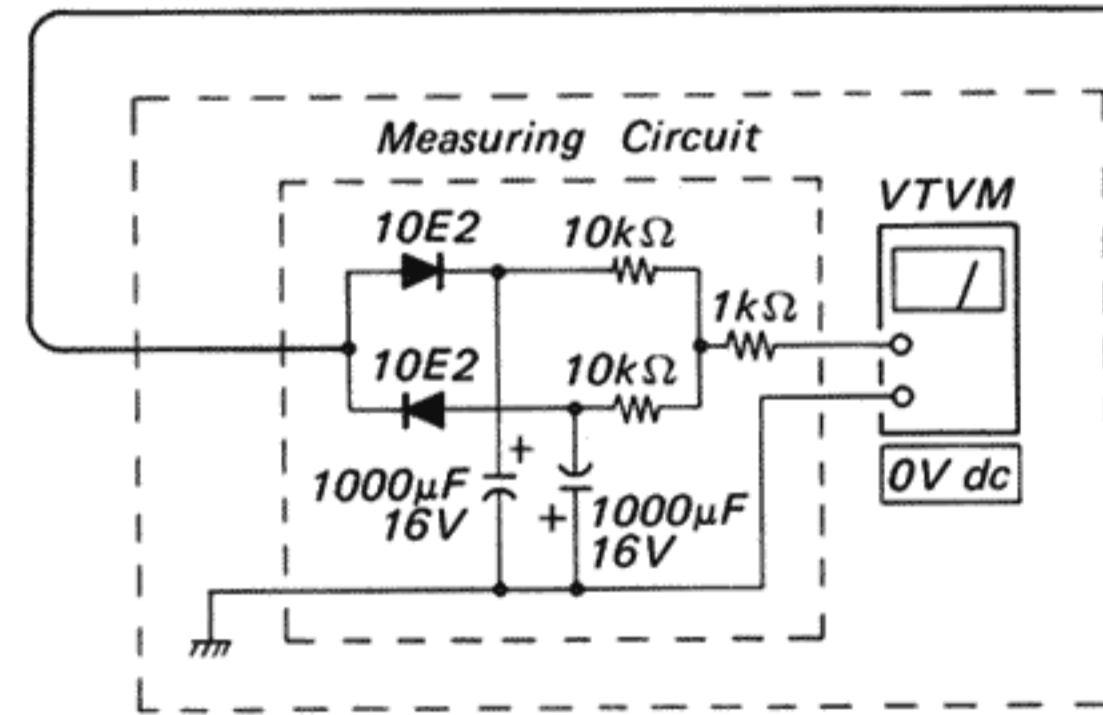 Measuring Circuit
VTVM
10E2
10kΩ
1kΩ
10E2
10kΩ
+
1000μF
16V
+
1000μF
16V
0V dc